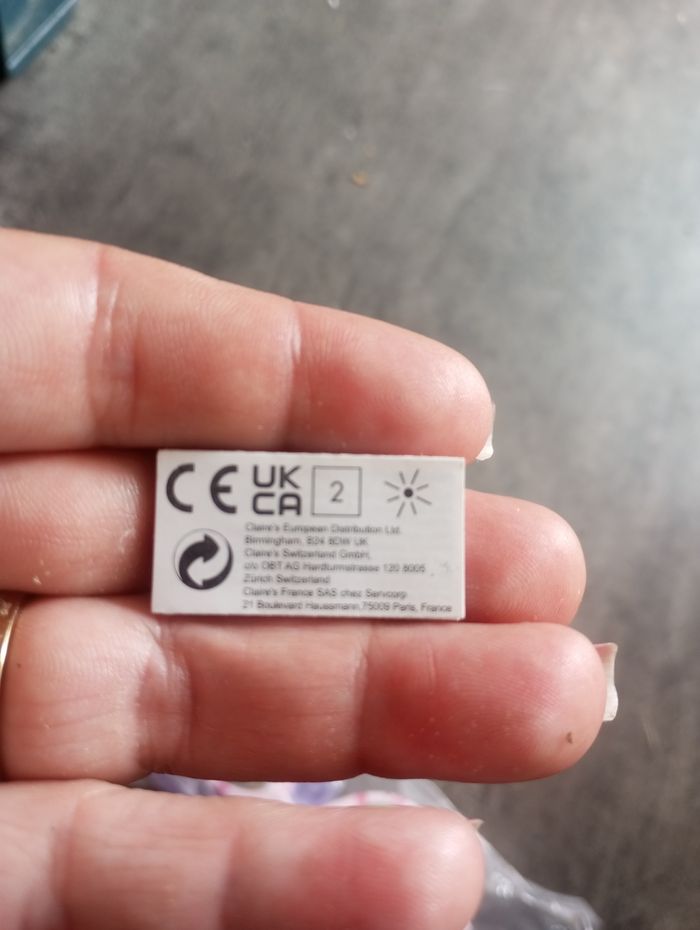 CE UK CA 2
Claire's European Distribution Ltd.
Birmingham, B24 8DW UK
Claire's Switzerland GmbH,
c/o OBT AG Hardturmstrasse 120 8005
Zürich Switzerland
Claire's France SAS chez Servcorp
21 Boulevard Haussmann,75009 Paris, France